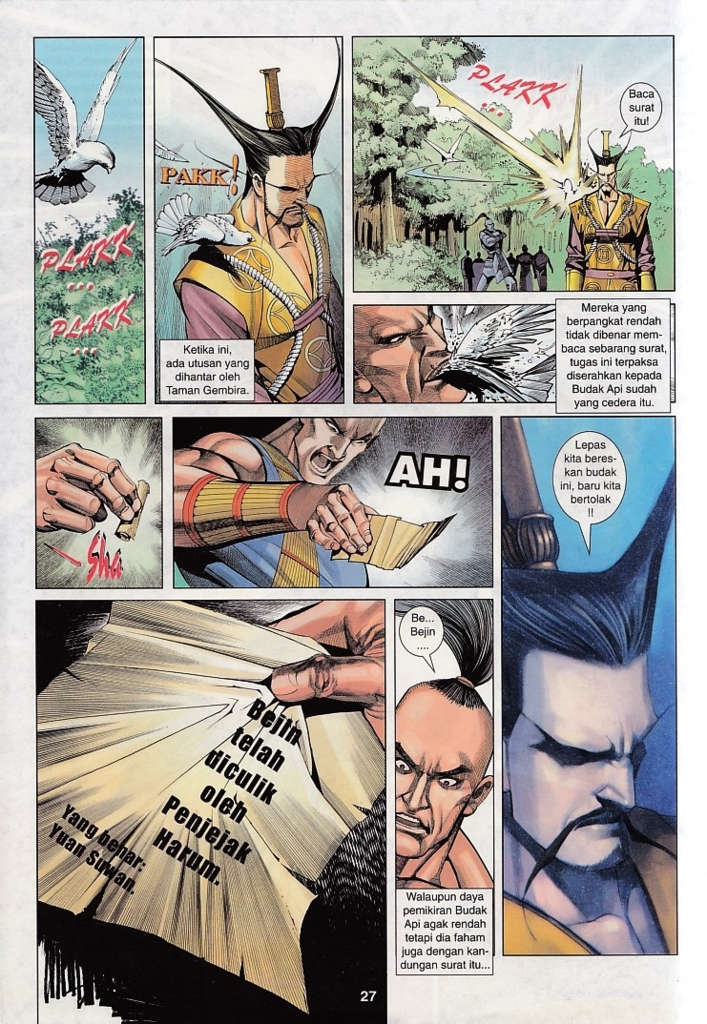 PLAKK
...
PLAKK
...
PAKK!
Ketika ini,
ada utusan yang
dihantar oleh
Taman Gembira.
PLAKK
...
Baca
surat
itu!
Mereka yang
berpangkat rendah
tidak dibenar mem-
baca sebarang surat,
tugas ini terpaksa
diserahkan kepada
Budak Api sudah
yang cedera itu.
Sha
AH!
Lepas
kita beres-
kan budak
ini, baru kita
bertolak
!!
Bejin
telah
diculik
oleh
Penjejak
Harum.
Yang benar:
Yuan Suwan.
Be...
Bejin
....
Walaupun daya
pemikiran Budak
Api agak rendah
tetapi dia faham
juga dengan kan-
dungan surat itu...
27